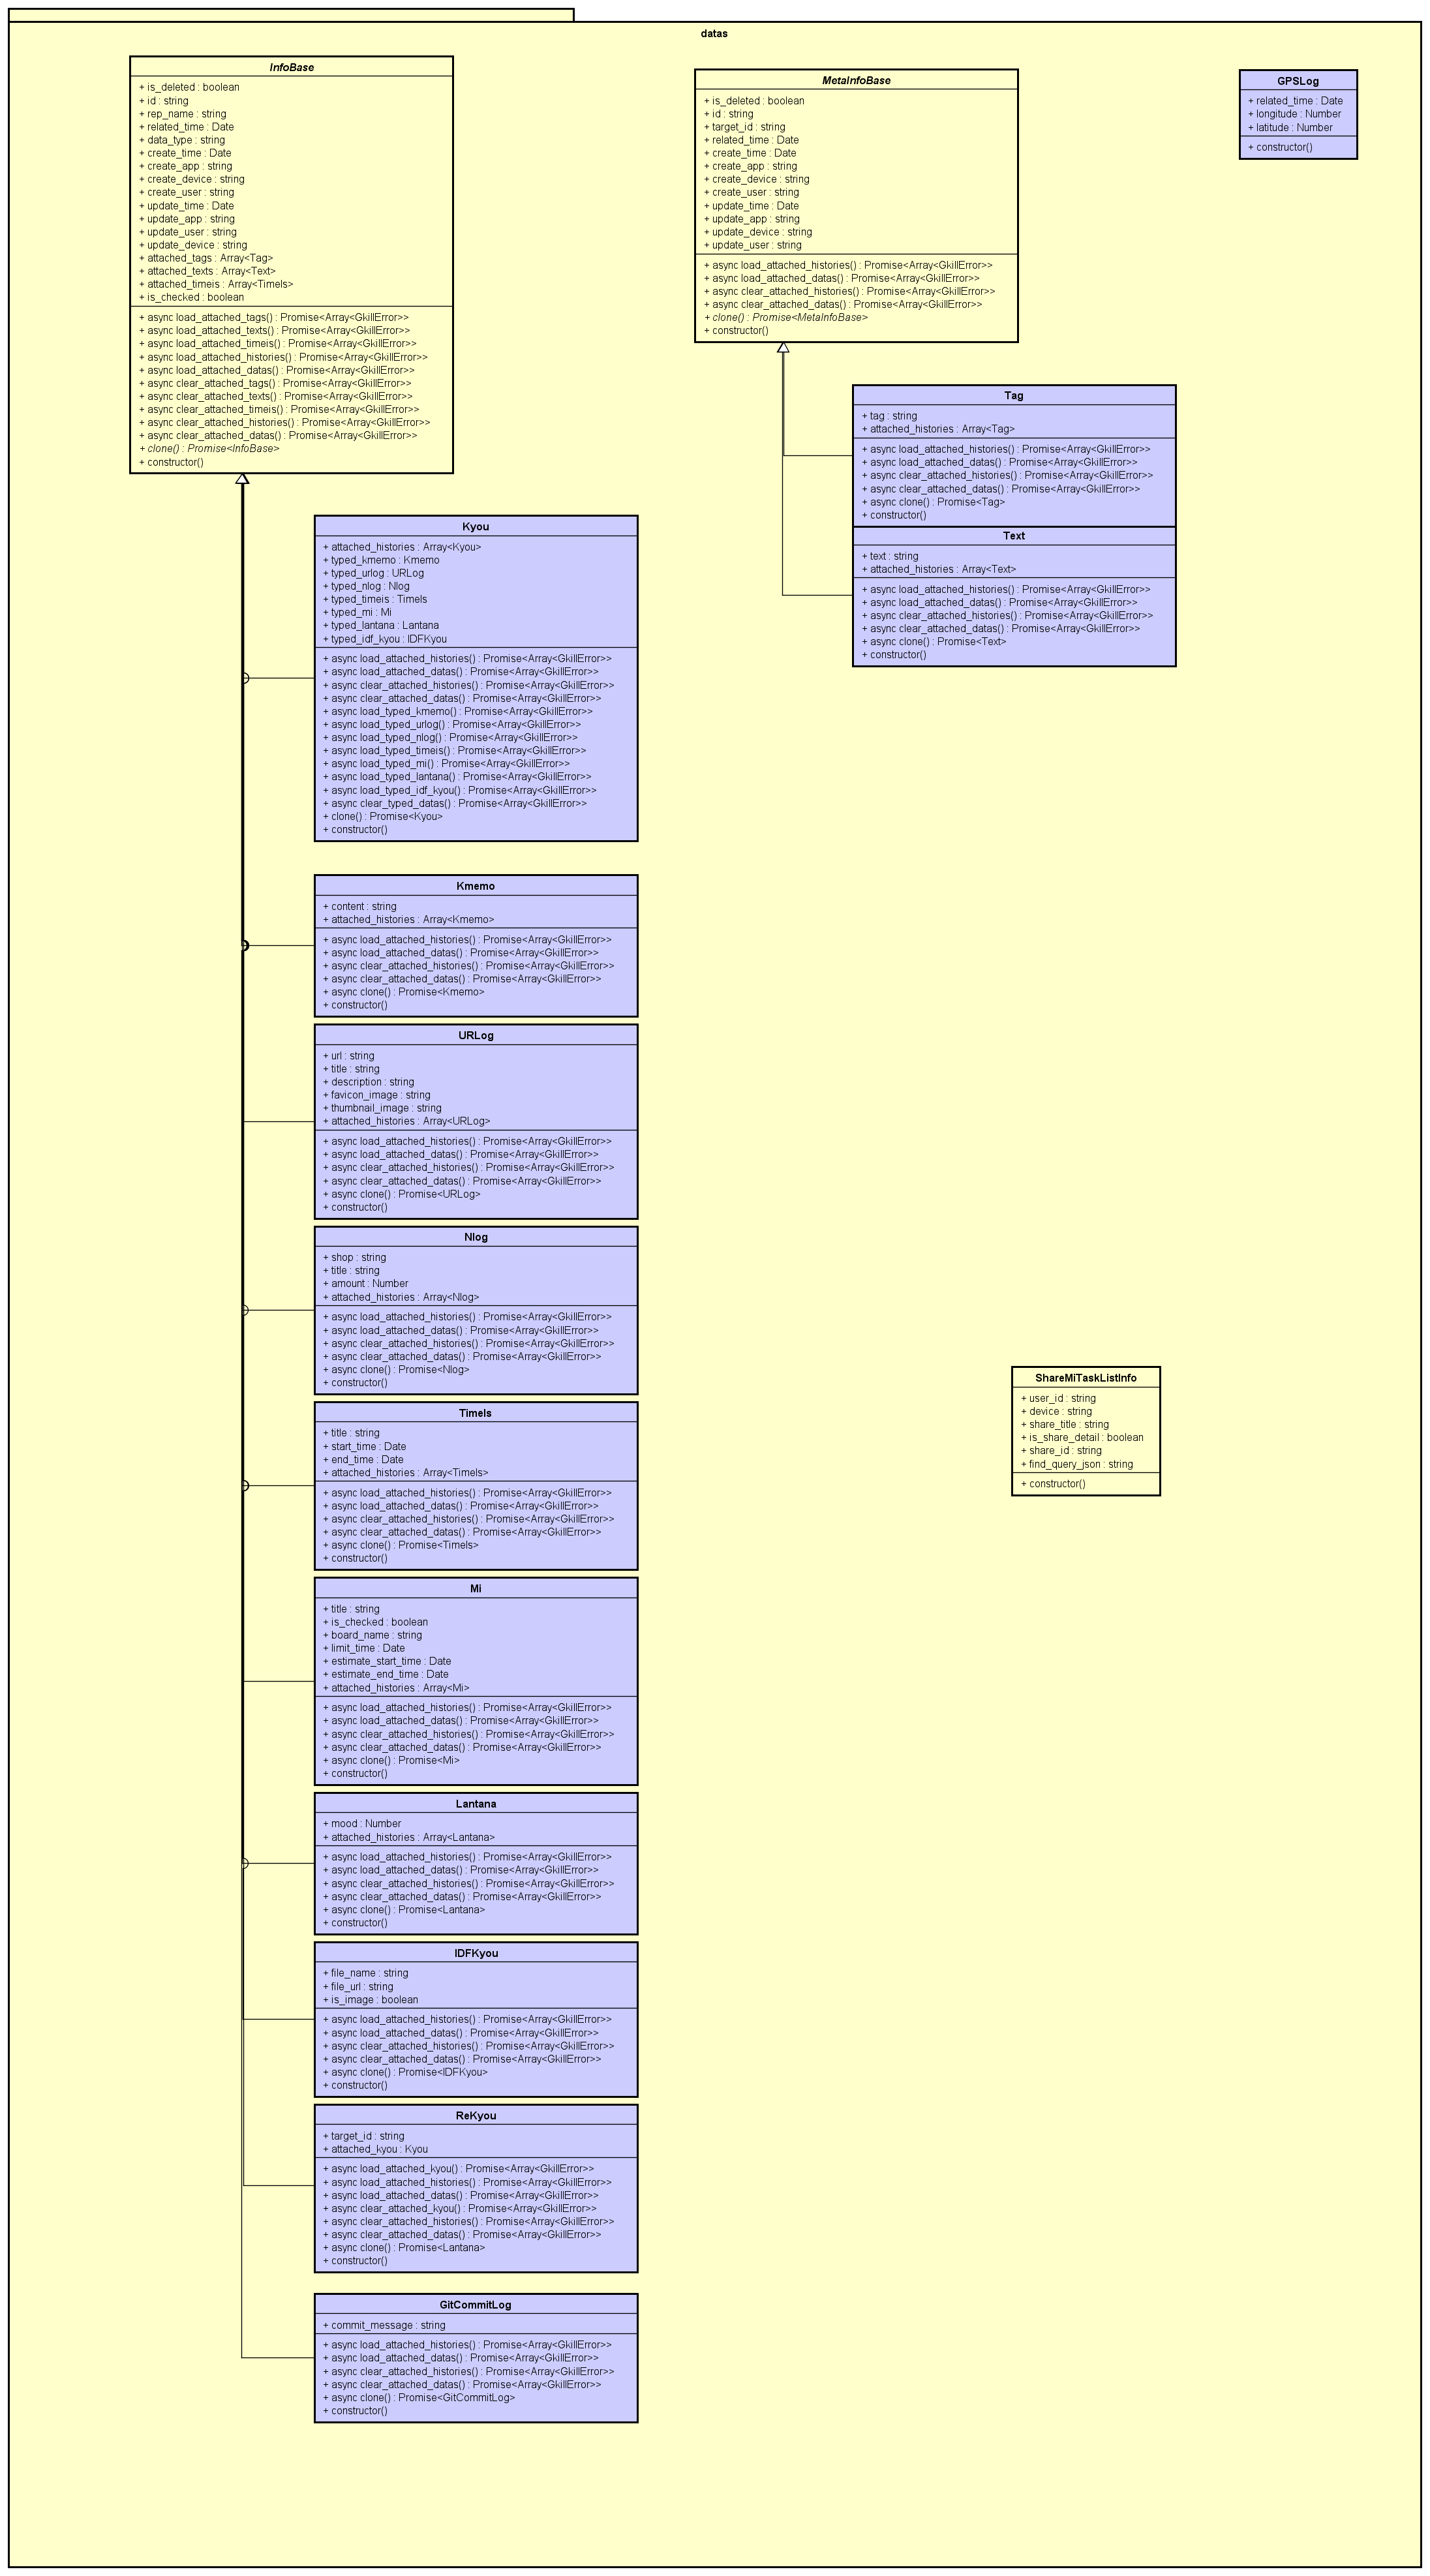 datas
InfoBase
+ is_deleted : boolean
+ id : string
+ rep_name : string
+ related_time : Date
+ data_type : string
+ create_time : Date
+ create_app : string
+ create_device : string
+ create_user : string
+ update_time : Date
+ update_app : string
+ update_user : string
+ update_device : string
+ attached_tags : Array<Tag>
+ attached_texts : Array<Text>
+ attached_timeis : Array<TimeIs>
+ is_checked : boolean
+ async load_attached_tags() : Promise<Array<GkillError>>
+ async load_attached_texts() : Promise<Array<GkillError>>
+ async load_attached_timeis() : Promise<Array<GkillError>>
+ async load_attached_histories() : Promise<Array<GkillError>>
+ async load_attached_datas() : Promise<Array<GkillError>>
+ async clear_attached_tags() : Promise<Array<GkillError>>
+ async clear_attached_texts() : Promise<Array<GkillError>>
+ async clear_attached_timeis() : Promise<Array<GkillError>>
+ async clear_attached_histories() : Promise<Array<GkillError>>
+ async clear_attached_datas() : Promise<Array<GkillError>>
+ clone() : Promise<InfoBase>
+ constructor()
MetaInfoBase
+ is_deleted : boolean
+ id : string
+ target_id : string
+ related_time : Date
+ create_time : Date
+ create_app : string
+ create_device : string
+ create_user : string
+ update_time : Date
+ update_app : string
+ update_device : string
+ update_user : string
+ async load_attached_histories() : Promise<Array<GkillError>>
+ async load_attached_datas() : Promise<Array<GkillError>>
+ async clear_attached_histories() : Promise<Array<GkillError>>
+ async clear_attached_datas() : Promise<Array<GkillError>>
+ clone() : Promise<MetaInfoBase>
+ constructor()
GPSLog
+ related_time : Date
+ longitude : Number
+ latitude : Number
+ constructor()
Tag
+ tag : string
+ attached_histories : Array<Tag>
+ async load_attached_histories() : Promise<Array<GkillError>>
+ async load_attached_datas() : Promise<Array<GkillError>>
+ async clear_attached_histories() : Promise<Array<GkillError>>
+ async clear_attached_datas() : Promise<Array<GkillError>>
+ async clone() : Promise<Tag>
+ constructor()
Text
+ text : string
+ attached_histories : Array<Text>
+ async load_attached_histories() : Promise<Array<GkillError>>
+ async load_attached_datas() : Promise<Array<GkillError>>
+ async clear_attached_histories() : Promise<Array<GkillError>>
+ async clear_attached_datas() : Promise<Array<GkillError>>
+ async clone() : Promise<Text>
+ constructor()
Kyou
+ attached_histories : Array<Kyou>
+ typed_kmemo : Kmemo
+ typed_urlog : URLog
+ typed_nlog : Nlog
+ typed_timeis : TimeIs
+ typed_mi : Mi
+ typed_lantana : Lantana
+ typed_idf_kyou : IDFKyou
+ async load_attached_histories() : Promise<Array<GkillError>>
+ async load_attached_datas() : Promise<Array<GkillError>>
+ async clear_attached_histories() : Promise<Array<GkillError>>
+ async clear_attached_datas() : Promise<Array<GkillError>>
+ async load_typed_kmemo() : Promise<Array<GkillError>>
+ async load_typed_urlog() : Promise<Array<GkillError>>
+ async load_typed_nlog() : Promise<Array<GkillError>>
+ async load_typed_timeis() : Promise<Array<GkillError>>
+ async load_typed_mi() : Promise<Array<GkillError>>
+ async load_typed_lantana() : Promise<Array<GkillError>>
+ async load_typed_idf_kyou() : Promise<Array<GkillError>>
+ async clear_typed_datas() : Promise<Array<GkillError>>
+ clone() : Promise<Kyou>
+ constructor()
Kmemo
+ content : string
+ attached_histories : Array<Kmemo>
+ async load_attached_histories() : Promise<Array<GkillError>>
+ async load_attached_datas() : Promise<Array<GkillError>>
+ async clear_attached_histories() : Promise<Array<GkillError>>
+ async clear_attached_datas() : Promise<Array<GkillError>>
+ async clone() : Promise<Kmemo>
+ constructor()
URLog
+ url : string
+ title : string
+ description : string
+ favicon_image : string
+ thumbnail_image : string
+ attached_histories : Array<URLog>
+ async load_attached_histories() : Promise<Array<GkillError>>
+ async load_attached_datas() : Promise<Array<GkillError>>
+ async clear_attached_histories() : Promise<Array<GkillError>>
+ async clear_attached_datas() : Promise<Array<GkillError>>
+ async clone() : Promise<URLog>
+ constructor()
Nlog
+ shop : string
+ title : string
+ amount : Number
+ attached_histories : Array<Nlog>
+ async load_attached_histories() : Promise<Array<GkillError>>
+ async load_attached_datas() : Promise<Array<GkillError>>
+ async clear_attached_histories() : Promise<Array<GkillError>>
+ async clear_attached_datas() : Promise<Array<GkillError>>
+ async clone() : Promise<Nlog>
+ constructor()
ShareMiTaskListInfo
+ user_id : string
+ device : string
+ share_title : string
+ is_share_detail : boolean
+ share_id : string
+ find_query_json : string
+ constructor()
TimeIs
+ title : string
+ start_time : Date
+ end_time : Date
+ attached_histories : Array<TimeIs>
+ async load_attached_histories() : Promise<Array<GkillError>>
+ async load_attached_datas() : Promise<Array<GkillError>>
+ async clear_attached_histories() : Promise<Array<GkillError>>
+ async clear_attached_datas() : Promise<Array<GkillError>>
+ async clone() : Promise<TimeIs>
+ constructor()
Mi
+ title : string
+ is_checked : boolean
+ board_name : string
+ limit_time : Date
+ estimate_start_time : Date
+ estimate_end_time : Date
+ attached_histories : Array<Mi>
+ async load_attached_histories() : Promise<Array<GkillError>>
+ async load_attached_datas() : Promise<Array<GkillError>>
+ async clear_attached_histories() : Promise<Array<GkillError>>
+ async clear_attached_datas() : Promise<Array<GkillError>>
+ async clone() : Promise<Mi>
+ constructor()
Lantana
+ mood : Number
+ attached_histories : Array<Lantana>
+ async load_attached_histories() : Promise<Array<GkillError>>
+ async load_attached_datas() : Promise<Array<GkillError>>
+ async clear_attached_histories() : Promise<Array<GkillError>>
+ async clear_attached_datas() : Promise<Array<GkillError>>
+ async clone() : Promise<Lantana>
+ constructor()
IDFKyou
+ file_name : string
+ file_url : string
+ is_image : boolean
+ async load_attached_histories() : Promise<Array<GkillError>>
+ async load_attached_datas() : Promise<Array<GkillError>>
+ async clear_attached_histories() : Promise<Array<GkillError>>
+ async clear_attached_datas() : Promise<Array<GkillError>>
+ async clone() : Promise<IDFKyou>
+ constructor()
ReKyou
+ target_id : string
+ attached_kyou : Kyou
+ async load_attached_kyou() : Promise<Array<GkillError>>
+ async load_attached_histories() : Promise<Array<GkillError>>
+ async load_attached_datas() : Promise<Array<GkillError>>
+ async clear_attached_kyou() : Promise<Array<GkillError>>
+ async clear_attached_histories() : Promise<Array<GkillError>>
+ async clear_attached_datas() : Promise<Array<GkillError>>
+ async clone() : Promise<Lantana>
+ constructor()
GitCommitLog
+ commit_message : string
+ async load_attached_histories() : Promise<Array<GkillError>>
+ async load_attached_datas() : Promise<Array<GkillError>>
+ async clear_attached_histories() : Promise<Array<GkillError>>
+ async clear_attached_datas() : Promise<Array<GkillError>>
+ async clone() : Promise<GitCommitLog>
+ constructor()